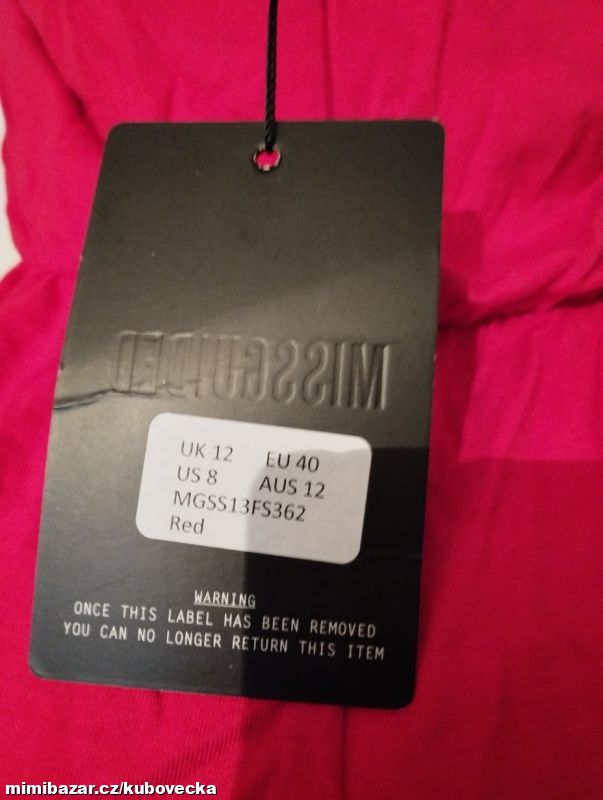 MISSGUIDED
UK 12 EU 40
US 8 AUS 12
MGSS13FS362
Red
WARNING
ONCE THIS LABEL HAS BEEN REMOVED
YOU CAN NO LONGER RETURN THIS ITEM
mimibazar.cz/kubovecka